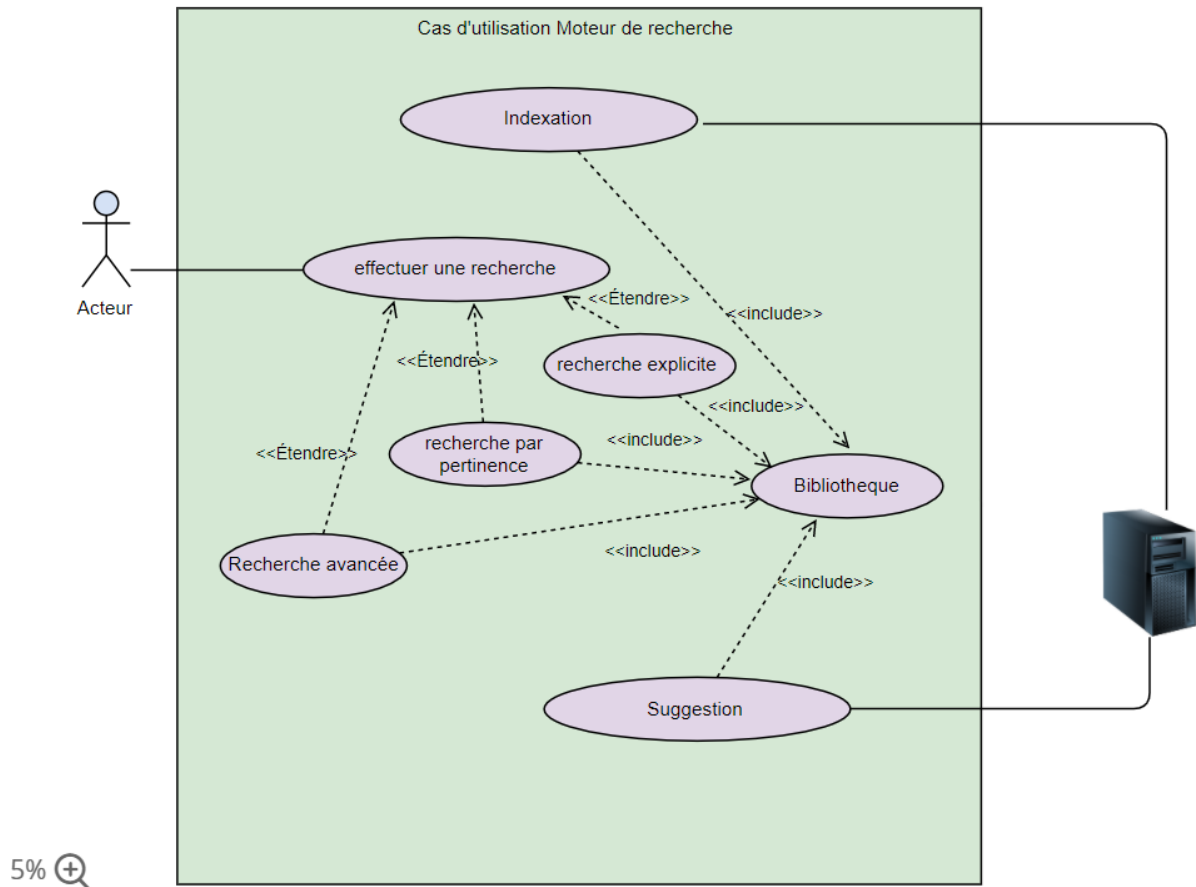 Cas d'utilisation Moteur de recherche
Indexation
effectuer une recherche
Acteur
<<Étendre>>
<<include>>
<<Étendre>>
recherche explicite
<<include>>
recherche par
pertinence
<<include>>
<<Étendre>>
Bibliotheque
Recherche avancée
<<include>>
<<include>>
Suggestion
5%